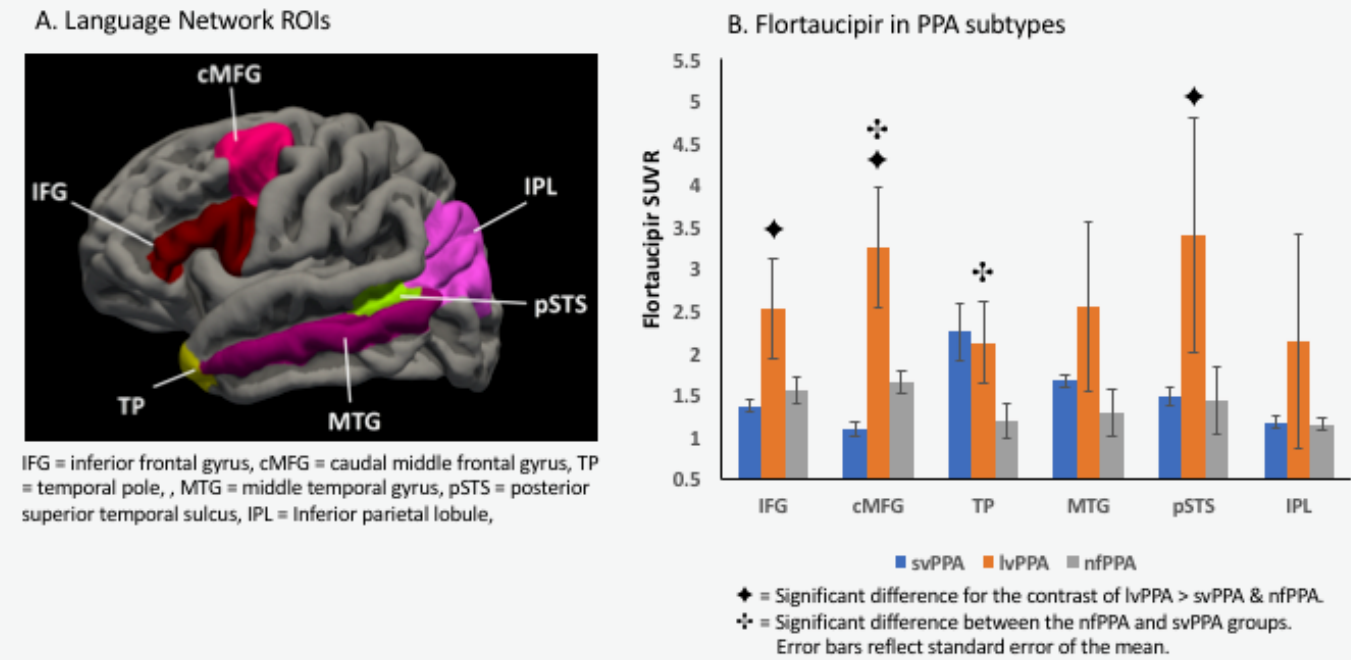 A. Language Network ROIs
cMFG
IFG
IPL
pSTS
TP
MTG
IFG = inferior frontal gyrus, cMFG = caudal middle frontal gyrus, TP
= temporal pole, , MTG = middle temporal gyrus, pSTS = posterior
superior temporal sulcus, IPL = Inferior parietal lobule,
B. Flortaucipir in PPA subtypes
Flortaucipir SUVR
5.5
5
4.5
4
3.5
3
2.5
2
1.5
1
0.5
IFG cMFG TP MTG pSTS IPL
svPPA lvPPA nfPPA
✦ = Significant difference for the contrast of lvPPA > svPPA & nfPPA.
✣ = Significant difference between the nfPPA and svPPA groups.
Error bars reflect standard error of the mean.